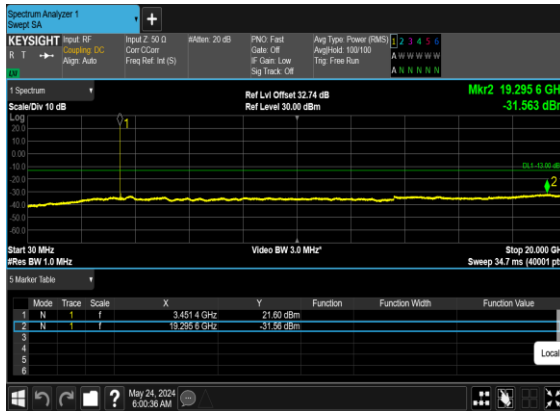 Spectrum Analyzer 1
Swept SA
+
KEYSIGHT Input: RF Input Z: 50 Ω #Atten: 20 dB PNO: Fast Avg Type: Power (RMS) 1 2 3 4 5 6
R T Coupling: DC Corr CCorr Gate: Off Avg|Hold: 100/100 A W W W W W
Align: Auto Freq Ref: Int (S) IF Gain: Low Trig: Free Run
Sig Track: Off A N N N N N
1 Spectrum
Ref Lvl Offset 32.74 dB Mkr2 19.295 6 GHz
Scale/Div 10 dB Ref Level 30.00 dBm -31.563 dBm
Log
20.0
10.0
0.00
-10.0
DL1 -13.00 dBm
-20.0
-30.0
-40.0
-50.0
-60.0
1
2
Start 30 MHz Video BW 3.0 MHz* Stop 20.000 GHz
#Res BW 1.0 MHz Sweep 34.7 ms (40001 pts
5 Marker Table
Mode Trace Scale X Y Function Function Width Function Value
1 N 1 f 3.451 4 GHz 21.60 dBm
2 N 1 f 19.295 6 GHz -31.56 dBm
3
4
5
6
Local
? May 24, 2024
6:00:36 AM